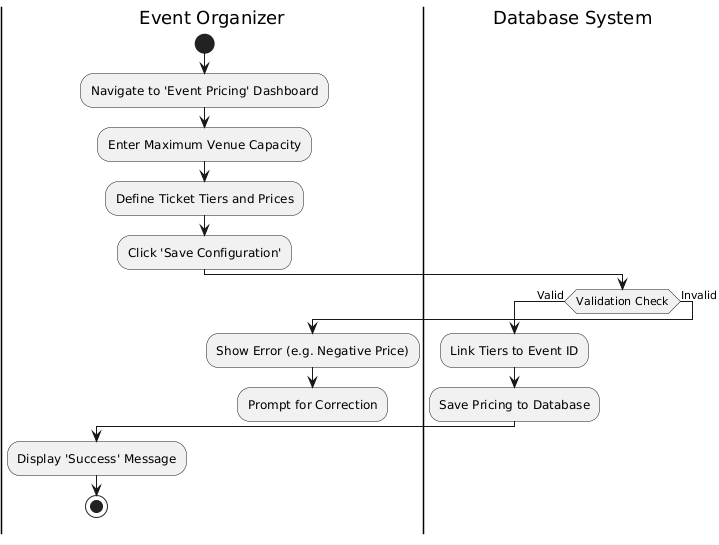 Event Organizer
Database System
Navigate to 'Event Pricing' Dashboard
Enter Maximum Venue Capacity
Define Ticket Tiers and Prices
Click 'Save Configuration'
Valid
Validation Check
Invalid
Show Error (e.g. Negative Price)
Link Tiers to Event ID
Prompt for Correction
Save Pricing to Database
Display 'Success' Message